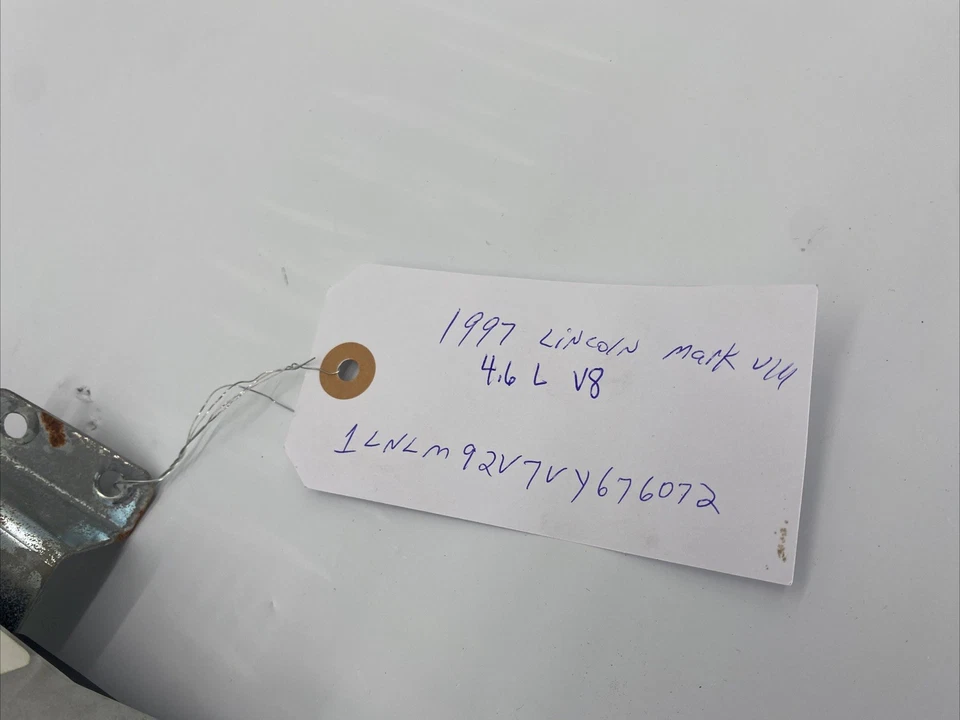 1997 LiNcolN mark VIII
4.6 L V8
1LNLm92V7VY676072